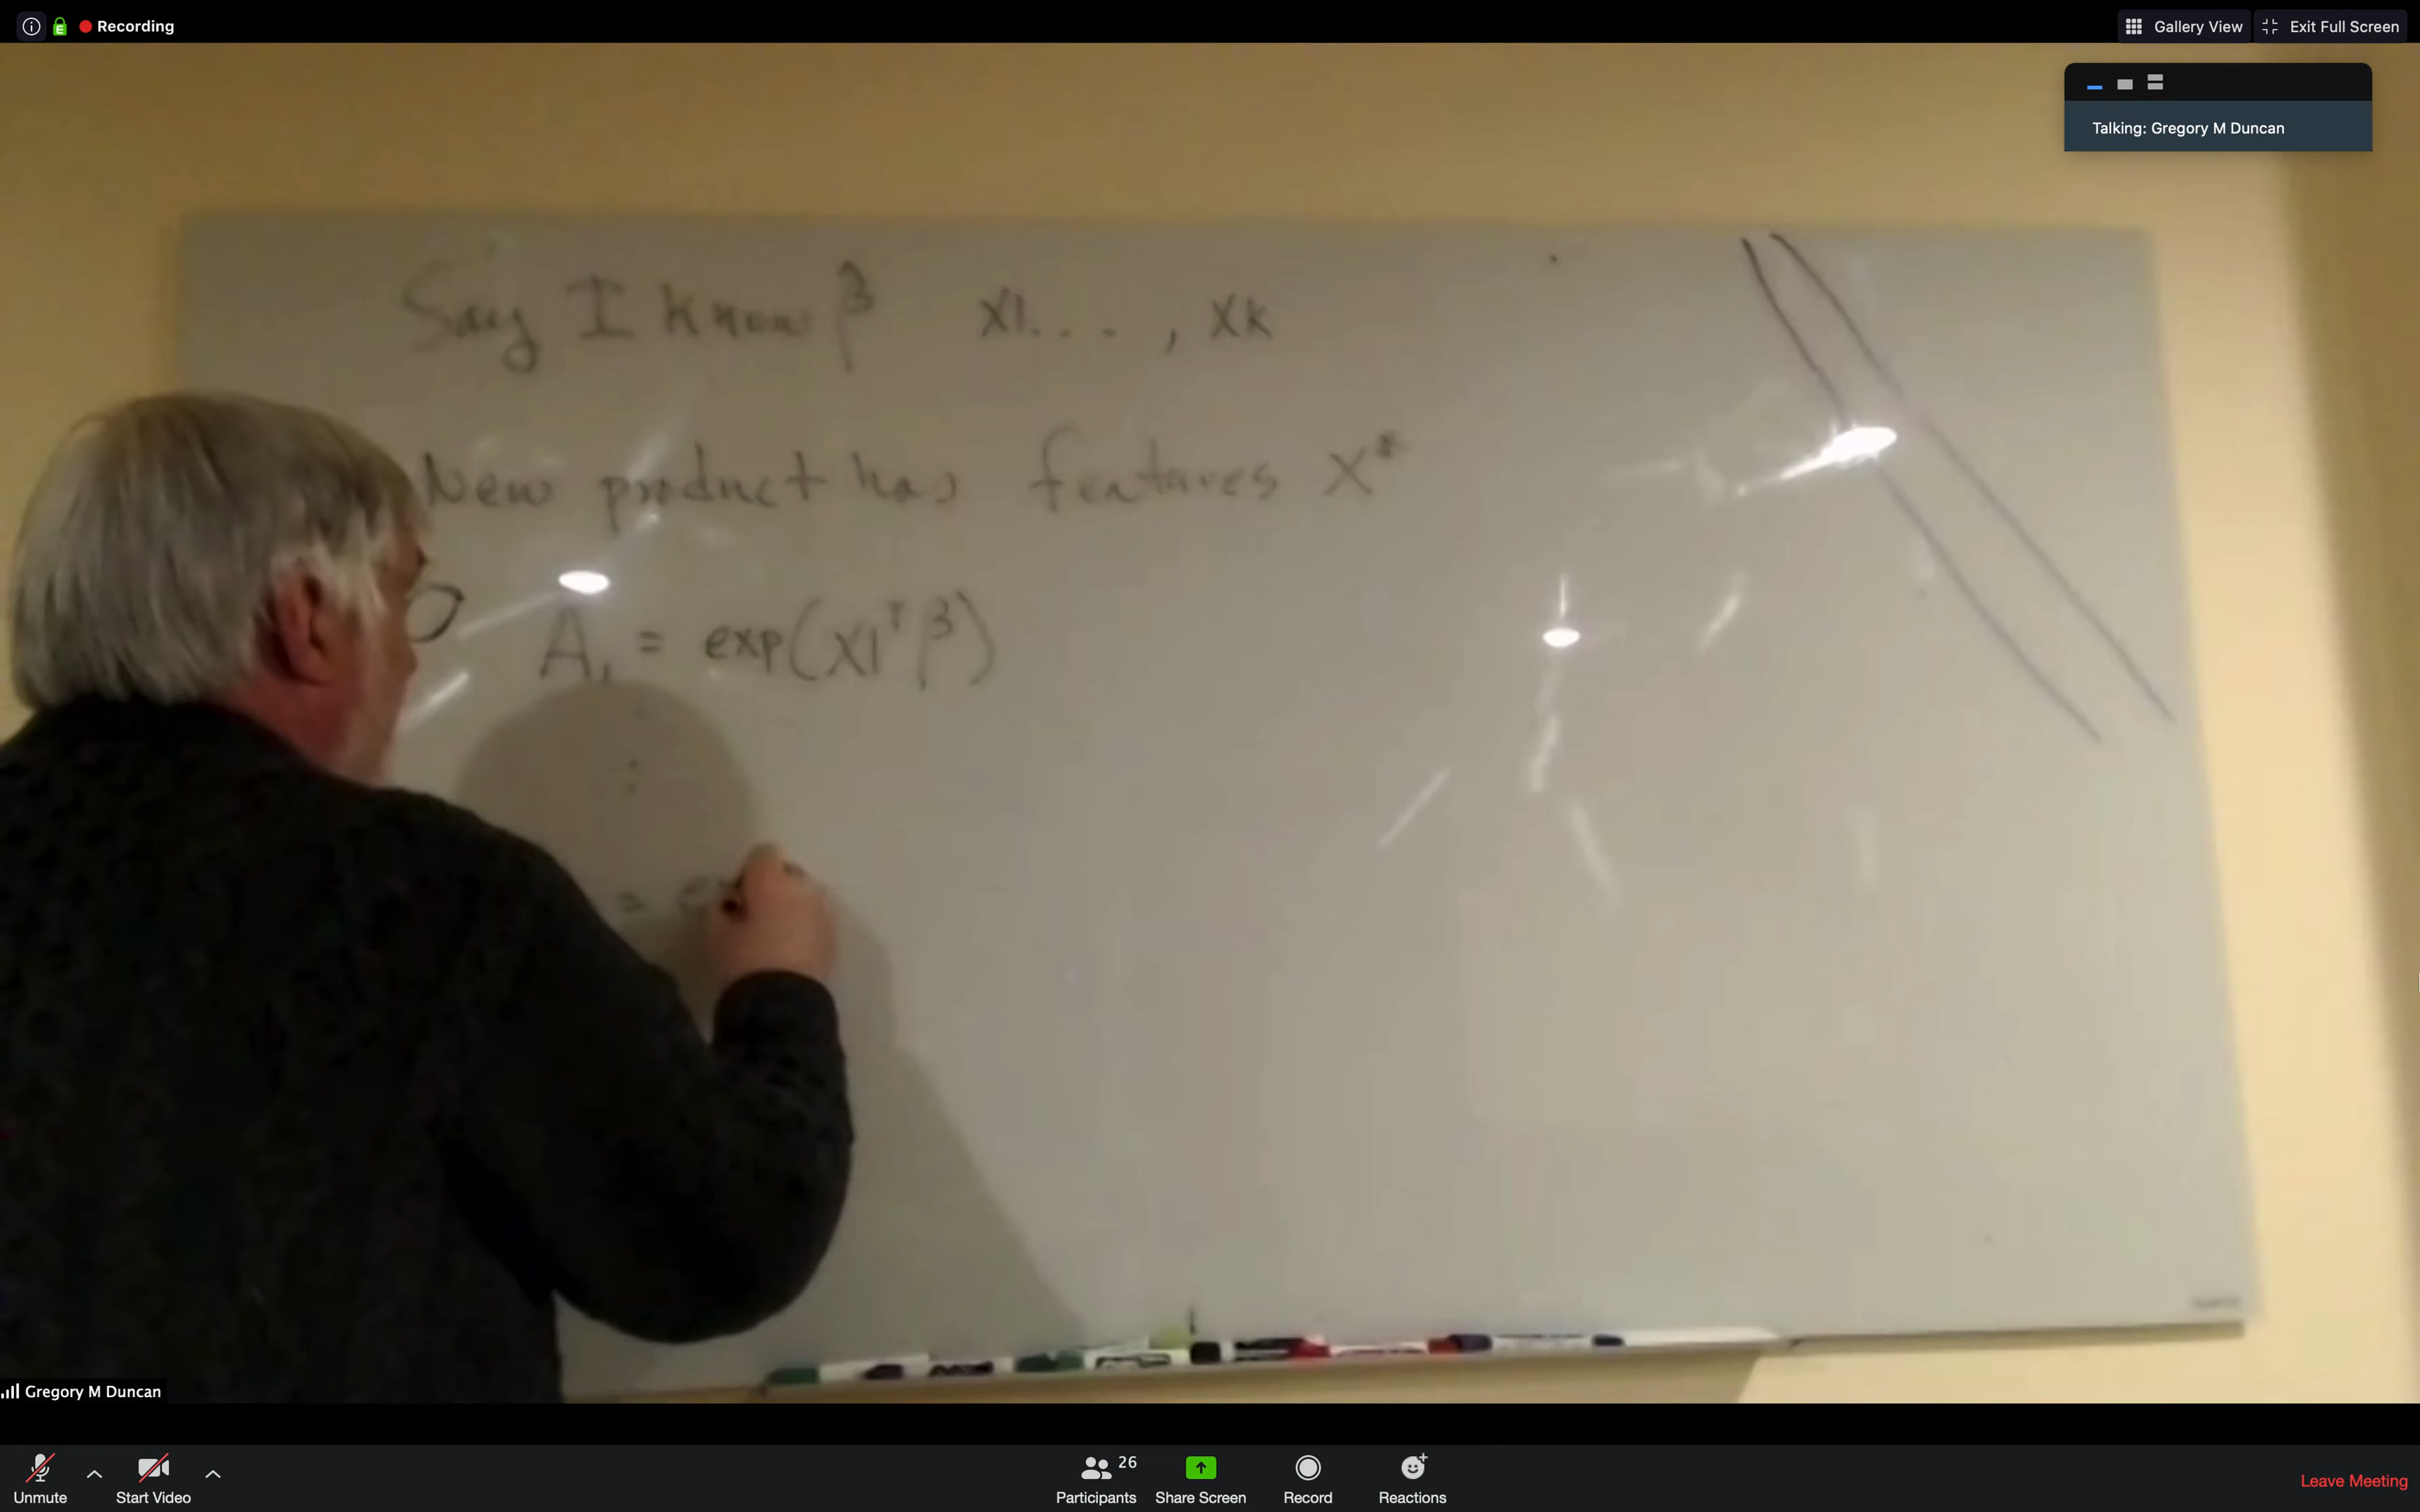 Recording
Gallery View
Exit Full Screen
Talking: Gregory M Duncan
Say I know β X1 . . . , Xk
New product has features X*
A₁ = exp(X1ᵀβ)
:
= ex
Gregory M Duncan
Unmute
Start Video
26
Participants
Share Screen
Record
Reactions
Leave Meeting